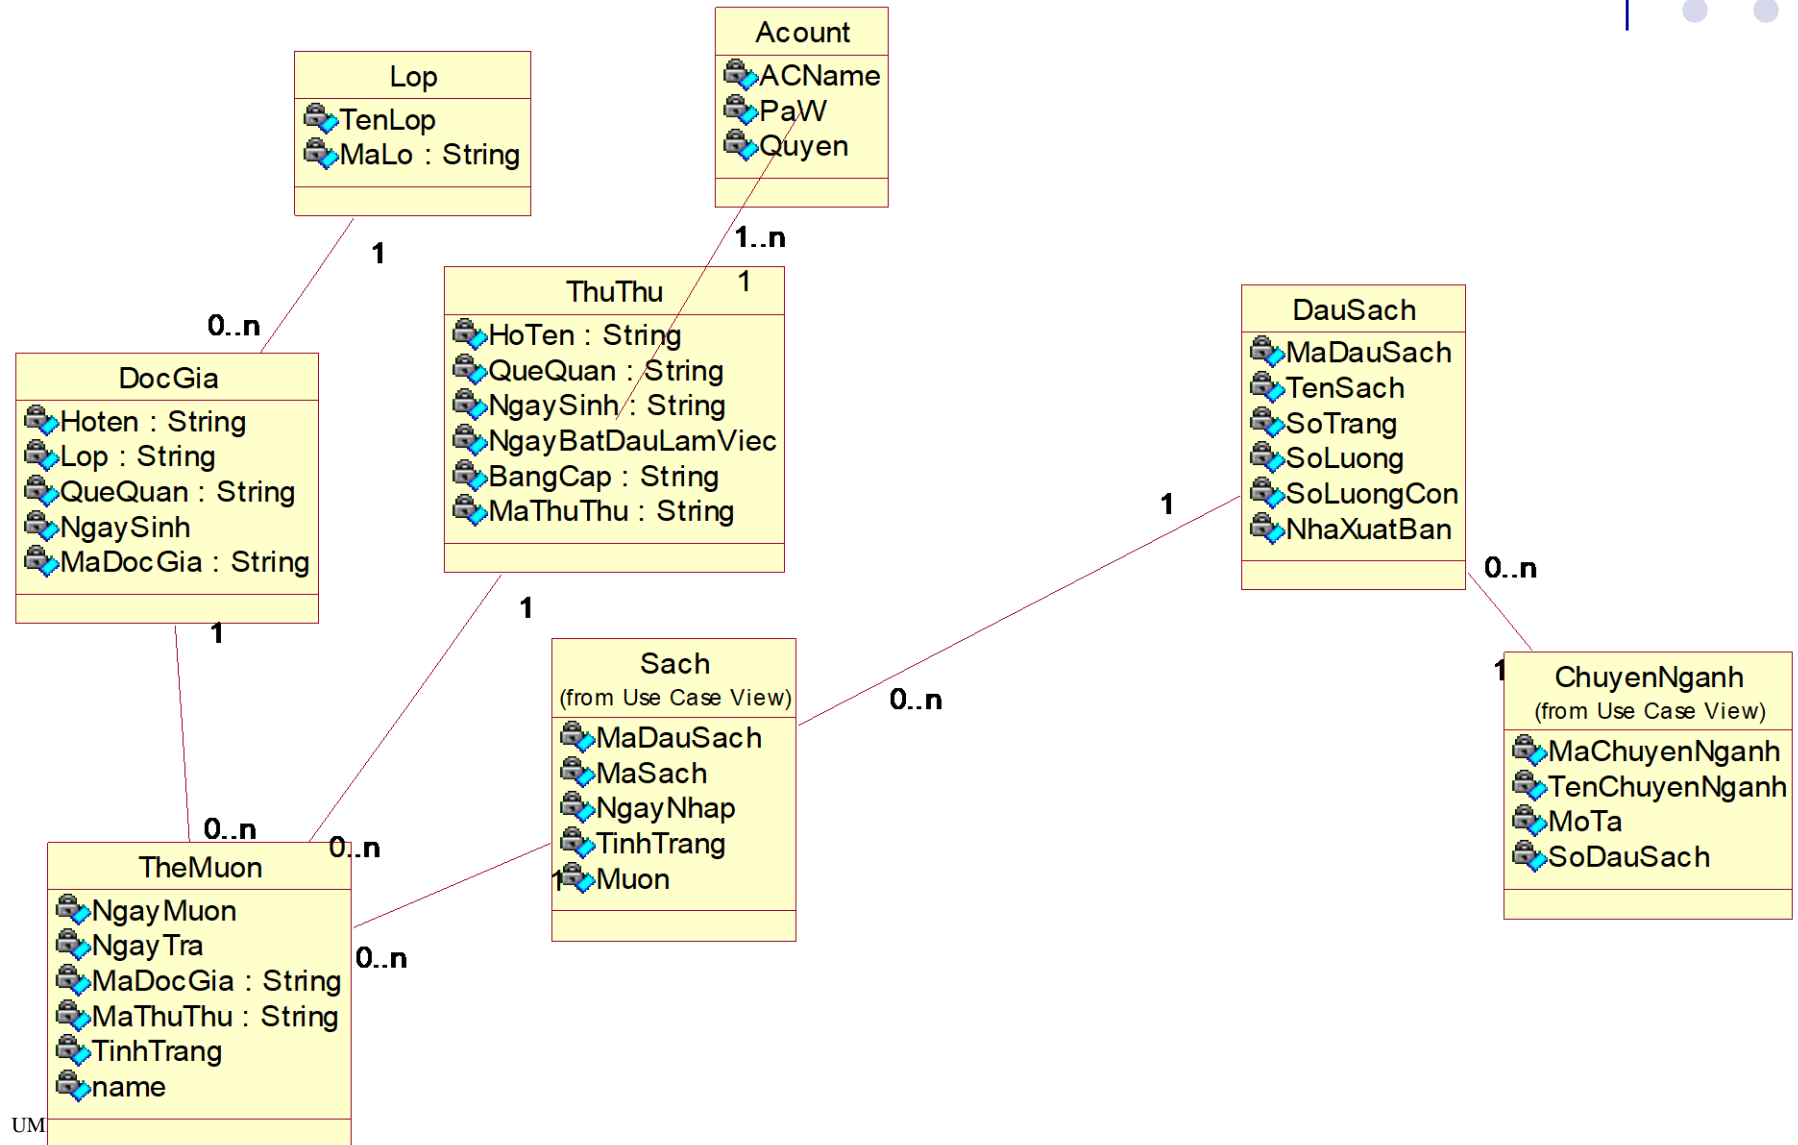 Acount
ACName
PaW
Quyen
1..n
1
Lop
TenLop
MaLo : String
1
0..n
DocGia
Hoten : String
Lop : String
QueQuan : String
NgaySinh
MaDocGia : String
1
0..n
ThuThu
HoTen : String
QueQuan : String
NgaySinh : String
NgayBatDauLamViec
BangCap : String
MaThuThu : String
1
0..n
DauSach
MaDauSach
TenSach
SoTrang
SoLuong
SoLuongCon
NhaXuatBan
1
0..n
0..n
1
Sach
(from Use Case View)
MaDauSach
MaSach
NgayNhap
TinhTrang
Muon
1
0..n
ChuyenNganh
(from Use Case View)
MaChuyenNganh
TenChuyenNganh
MoTa
SoDauSach
TheMuon
NgayMuon
NgayTra
MaDocGia : String
MaThuThu : String
TinhTrang
name
UM